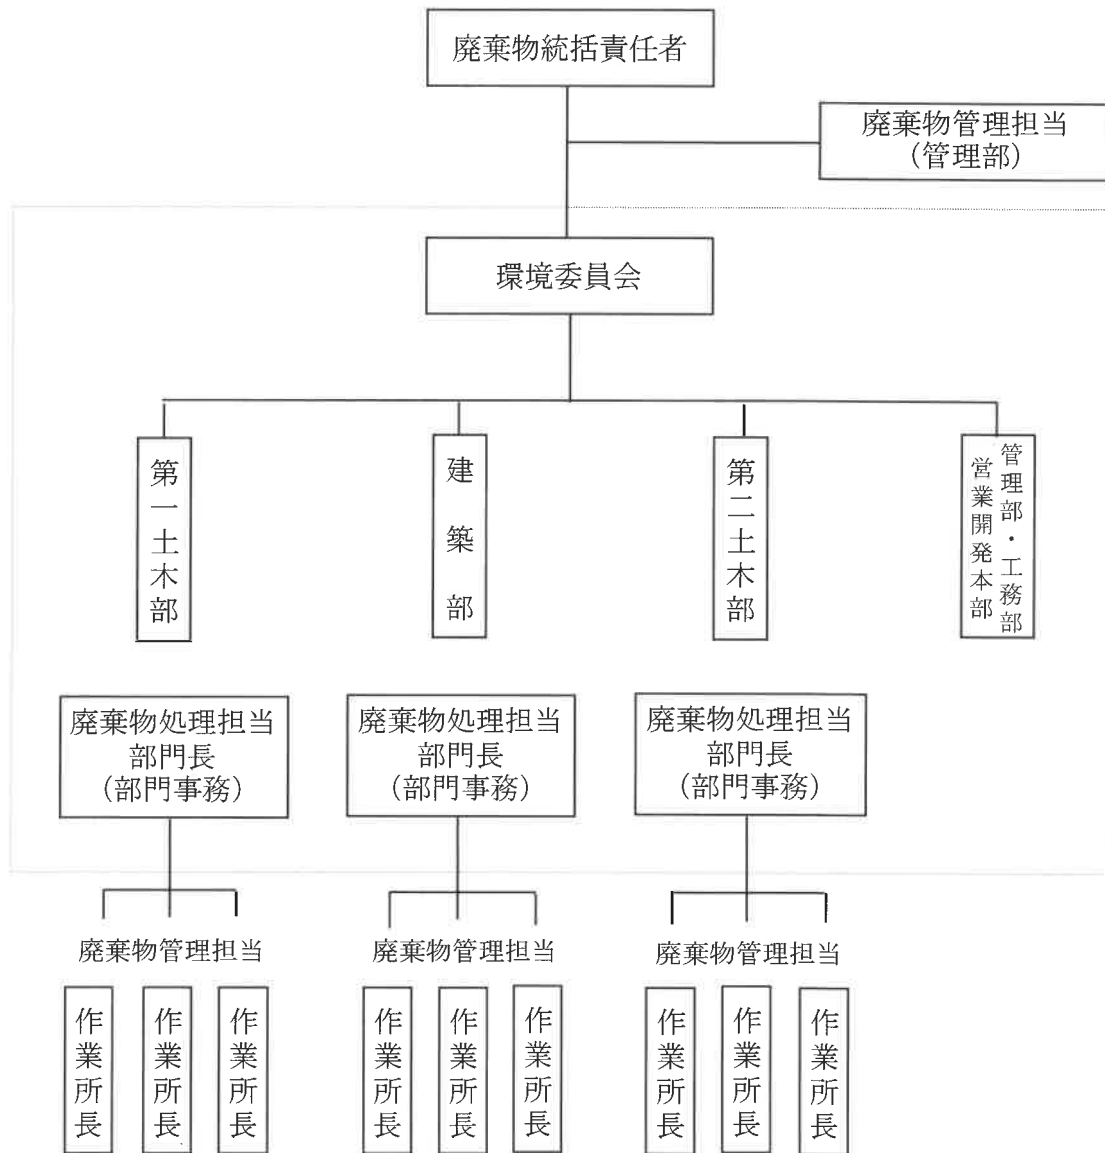 廃棄物統括責任者
廃棄物管理担当
（管理部）
環境委員会
第一土木部
建築部
第二土木部
管理部・工務部
営業開発本部
廃棄物処理担当
部門長
（部門事務）
廃棄物処理担当
部門長
（部門事務）
廃棄物処理担当
部門長
（部門事務）
廃棄物管理担当
廃棄物管理担当
廃棄物管理担当
作業所長
作業所長
作業所長
作業所長
作業所長
作業所長
作業所長
作業所長
作業所長